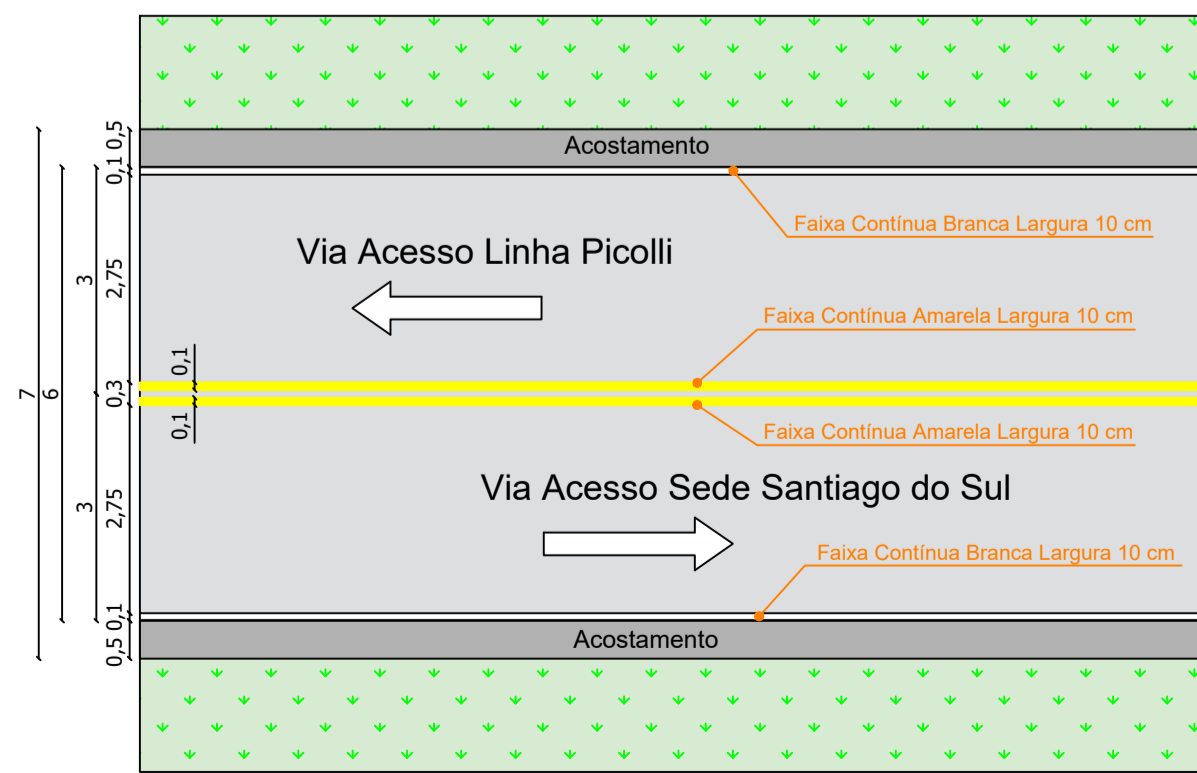 Acostamento
Faixa Contínua Branca Largura 10 cm
Via Acesso Linha Picolli
Faixa Contínua Amarela Largura 10 cm
Faixa Contínua Amarela Largura 10 cm
Via Acesso Sede Santiago do Sul
Faixa Contínua Branca Largura 10 cm
Acostamento
7
6
3
3
0,5
0,1
2,75
0,3
2,75
0,1
0,5
0,1
0,1